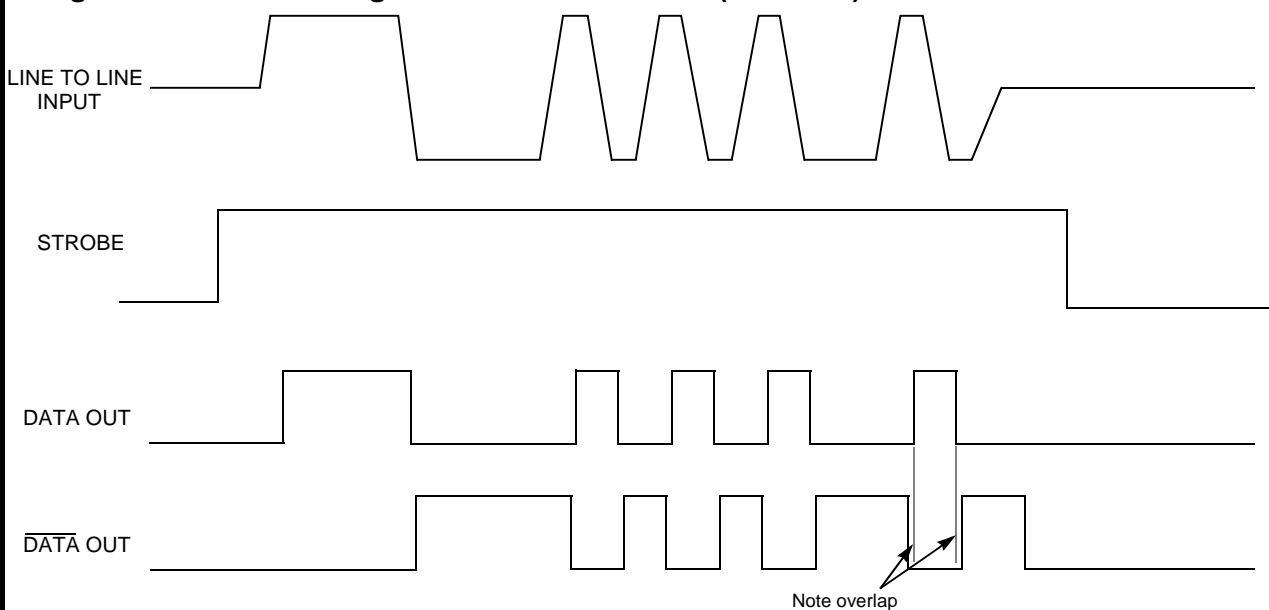 LINE TO LINE
INPUT
STROBE
DATA OUT
DATA OUT
Note overlap